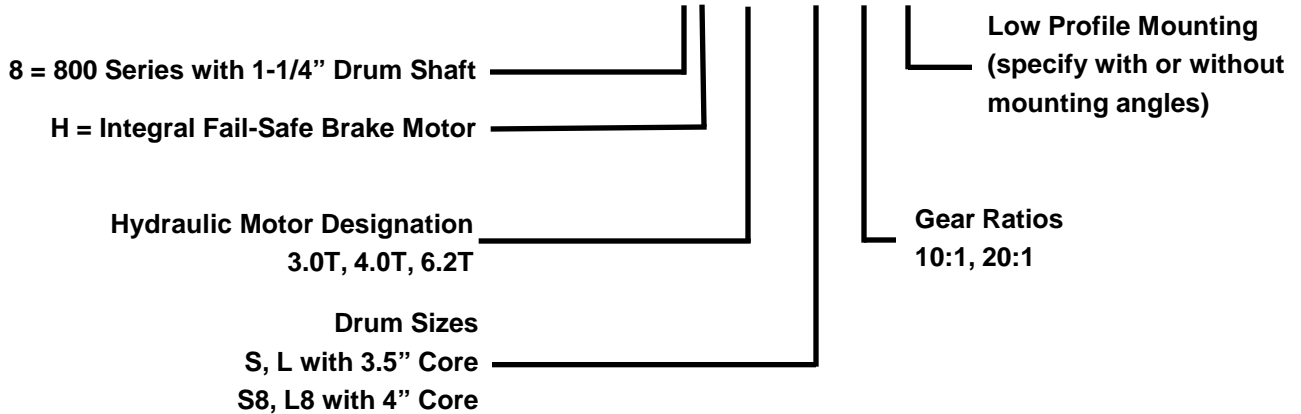 8 = 800 Series with 1-1/4” Drum Shaft
H = Integral Fail-Safe Brake Motor
Hydraulic Motor Designation
3.0T, 4.0T, 6.2T
Drum Sizes
S, L with 3.5” Core
S8, L8 with 4” Core
Low Profile Mounting
(specify with or without
mounting angles)
Gear Ratios
10:1, 20:1